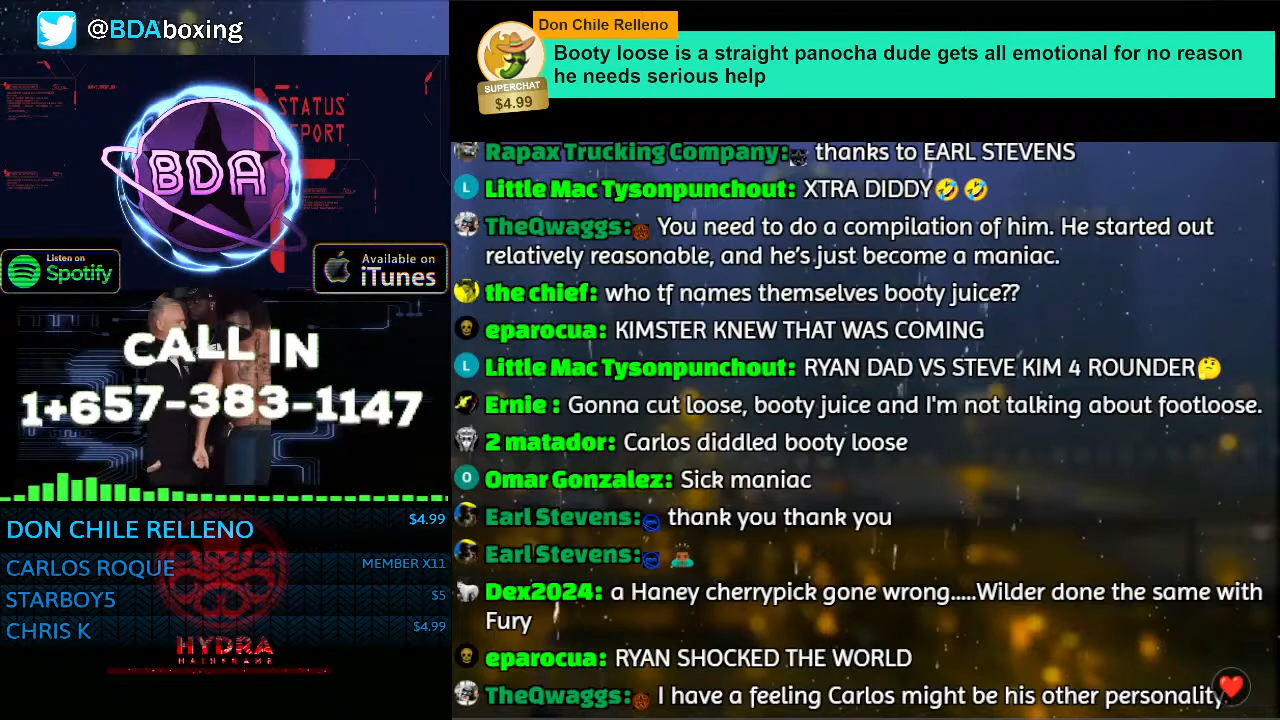 @BDAboxing
STATUS
REPORT
BDA
Listen on
Spotify
Available on
iTunes
CALL IN
1+657-383-1147
DON CHILE RELLENO $4.99
CARLOS ROQUE MEMBER X11
STARBOY5 $5
CHRIS K $4.99
HYDRA
MAINFRAME
Don Chile Relleno
SUPERCHAT
$4.99
Booty loose is a straight panocha dude gets all emotional for no reason
he needs serious help
Rapax Trucking Company: thanks to EARL STEVENS
L Little Mac Tysonpunchout: XTRA DIDDY🤣🤣
TheQwaggs: You need to do a compilation of him. He started out
relatively reasonable, and he's just become a maniac.
the chief: who tf names themselves booty juice??
eparocua: KIMSTER KNEW THAT WAS COMING
L Little Mac Tysonpunchout: RYAN DAD VS STEVE KIM 4 ROUNDER🤔
Ernie : Gonna cut loose, booty juice and I'm not talking about footloose.
2 matador: Carlos diddled booty loose
O Omar Gonzalez: Sick maniac
Earl Stevens: thank you thank you
Earl Stevens:
Dex2024: a Haney cherrypick gone wrong.....Wilder done the same with
Fury
eparocua: RYAN SHOCKED THE WORLD
TheQwaggs: I have a feeling Carlos might be his other personality